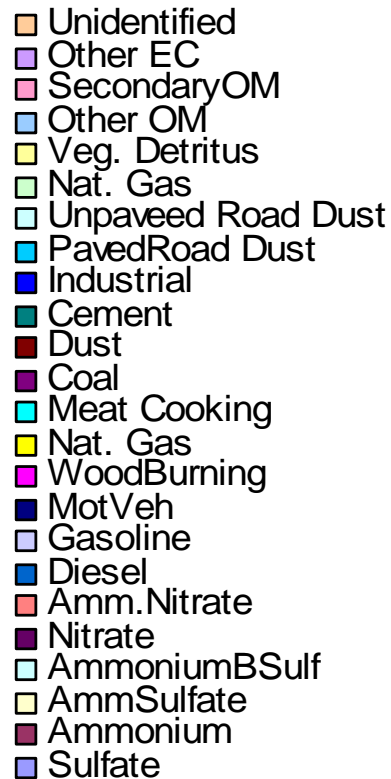 Unidentified
Other EC
SecondaryOM
Other OM
Veg. Detritus
Nat. Gas
Unpaveed Road Dust
PavedRoad Dust
Industrial
Cement
Dust
Coal
Meat Cooking
Nat. Gas
WoodBurning
MotVeh
Gasoline
Diesel
Amm.Nitrate
Nitrate
AmmoniumBSulf
AmmSulfate
Ammonium
Sulfate